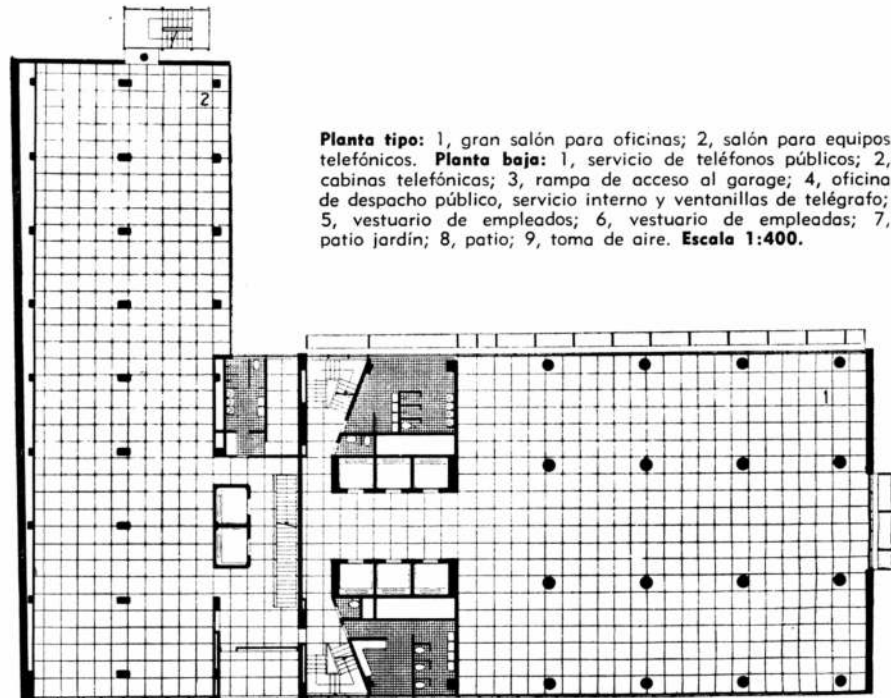 2
Planta tipo: 1, gran salón para oficinas; 2, salón para equipos
telefónicos. Planta baja: 1, servicio de teléfonos públicos; 2,
cabinas telefónicas; 3, rampa de acceso al garage; 4, oficina
de despacho público, servicio interno y ventanillas de telégrafo;
5, vestuario de empleados; 6, vestuario de empleadas; 7,
patio jardín; 8, patio; 9, toma de aire. Escala 1:400.
1